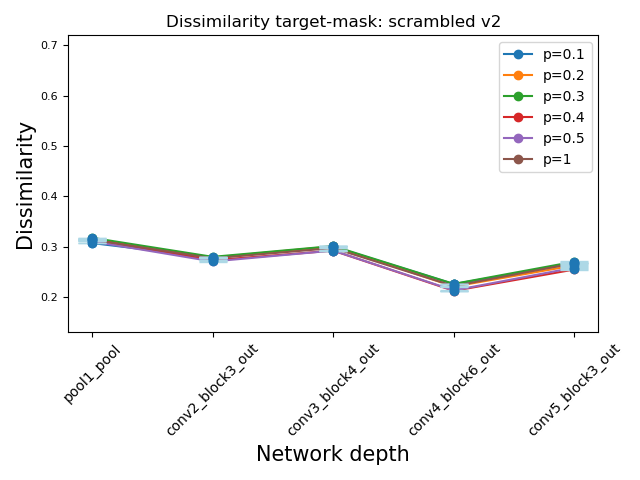 Dissimilarity target-mask: scrambled v2
0.7
0.6
0.5
0.4
0.3
0.2
Dissimilarity
p=0.1
p=0.2
p=0.3
p=0.4
p=0.5
p=1
pool1_pool
conv2_block3_out
conv3_block4_out
conv4_block6_out
conv5_block3_out
Network depth